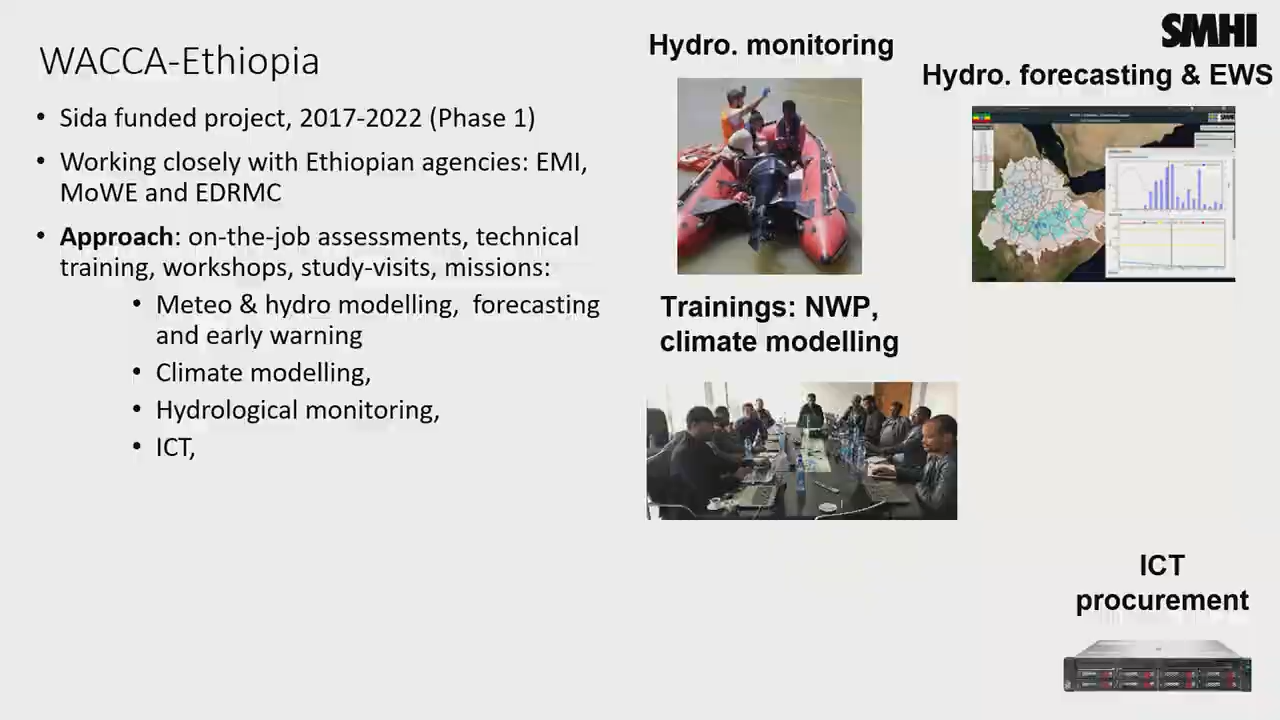 WACCA-Ethiopia
• Sida funded project, 2017-2022 (Phase 1)
• Working closely with Ethiopian agencies: EMI,
MoWE and EDRMC
• Approach: on-the-job assessments, technical
training, workshops, study-visits, missions:
• Meteo & hydro modelling, forecasting
and early warning
• Climate modelling,
• Hydrological monitoring,
• ICT,
Hydro. monitoring
SMHI
Hydro. forecasting & EWS
Trainings: NWP,
climate modelling
ICT
procurement